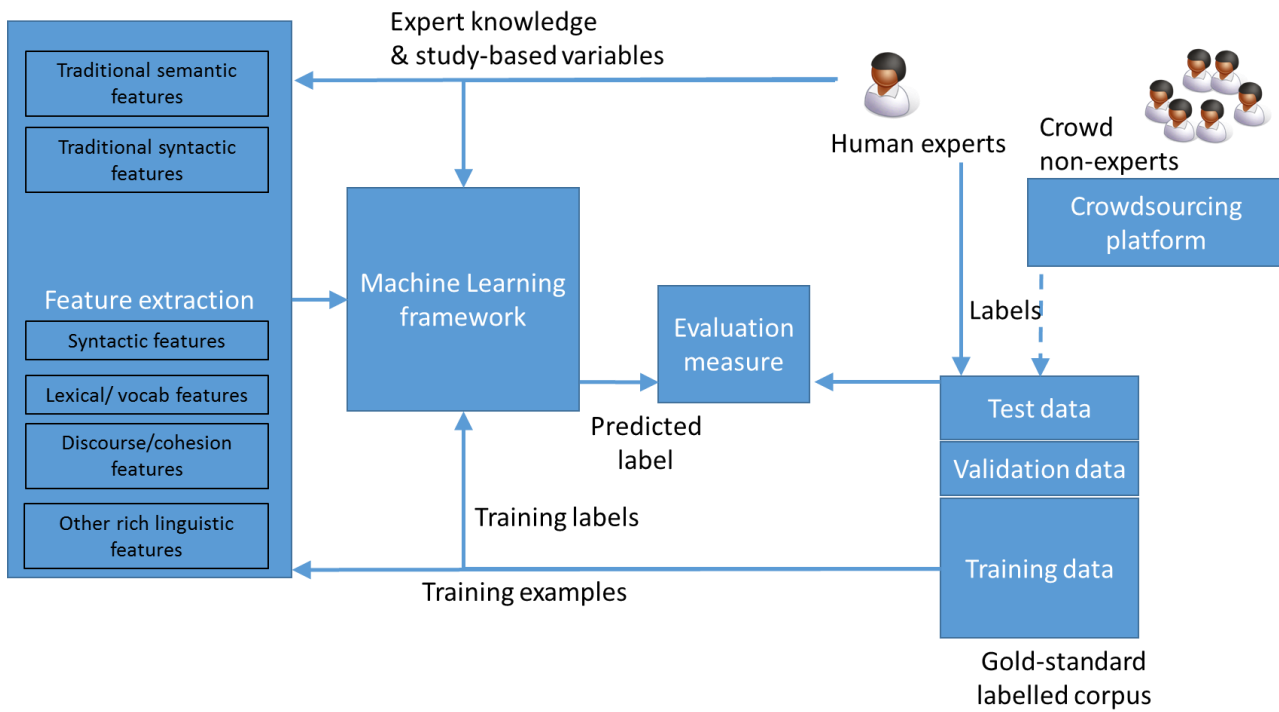 Expert knowledge
& study-based variables
Traditional semantic
features
Traditional syntactic
features
Feature extraction
Syntactic features
Lexical/ vocab features
Discourse/cohesion
features
Other rich linguistic
features
Machine Learning
framework
Evaluation
measure
Predicted
label
Training labels
Training examples
Human experts
Crowd
non-experts
Crowdsourcing
platform
Labels
Test data
Validation data
Training data
Gold-standard
labelled corpus